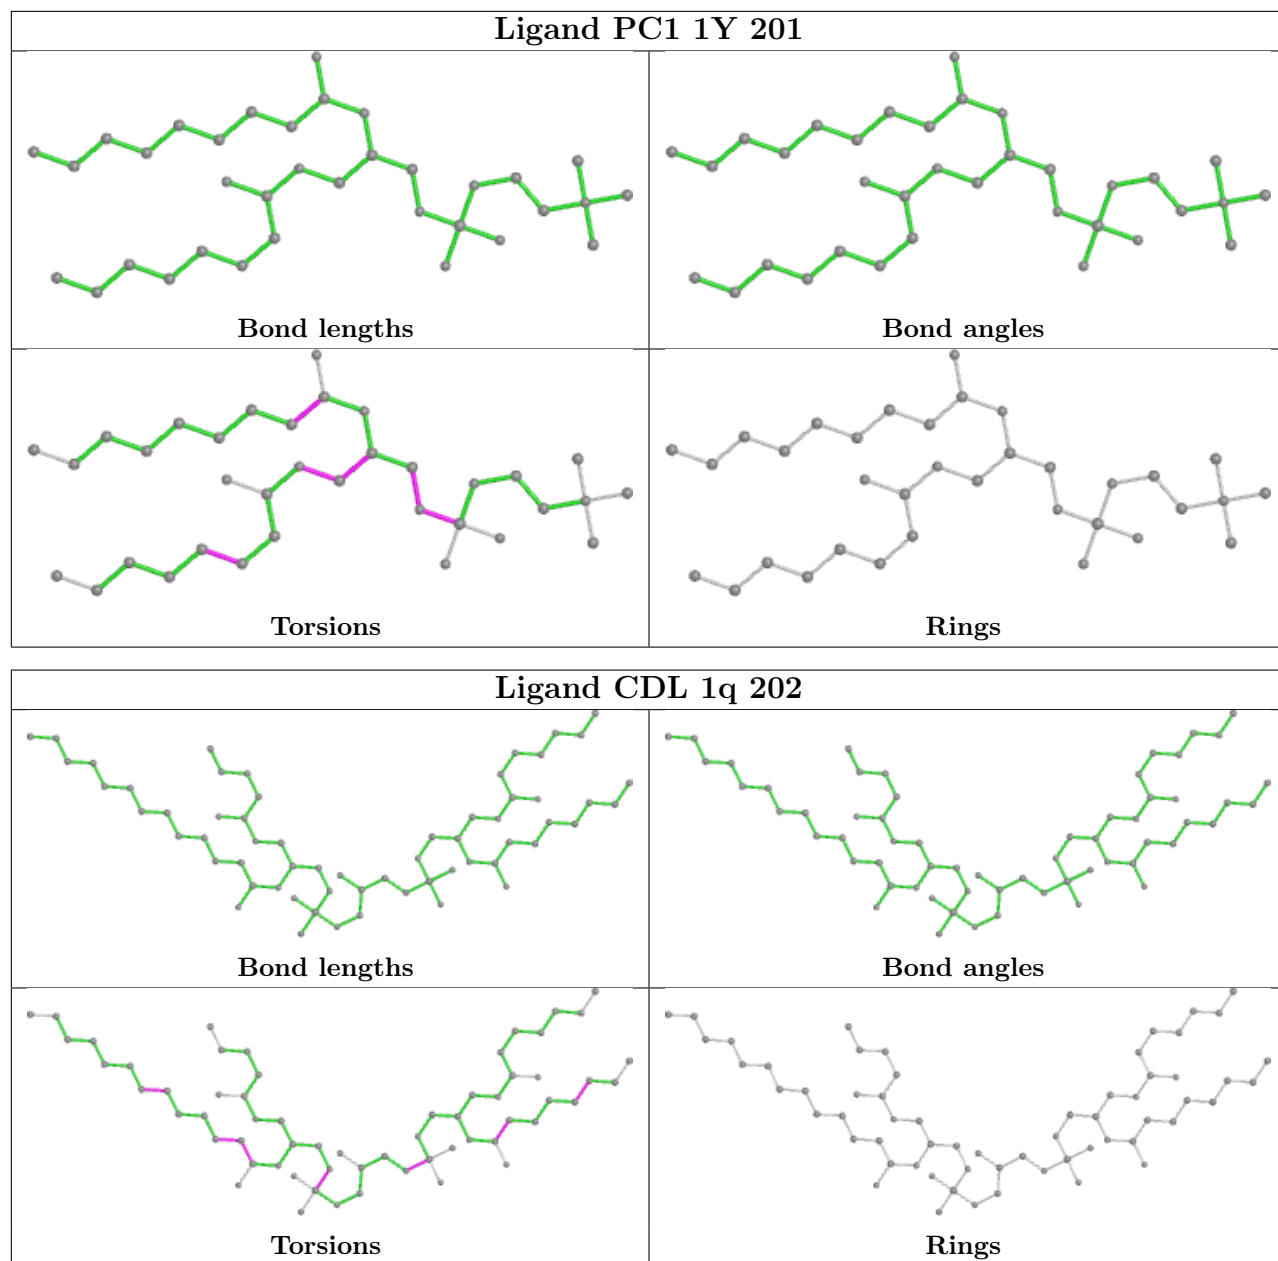 Ligand PC1 1Y 201
Bond lengths
Bond angles
Torsions
Rings
Ligand CDL 1q 202
Bond lengths
Bond angles
Torsions
Rings